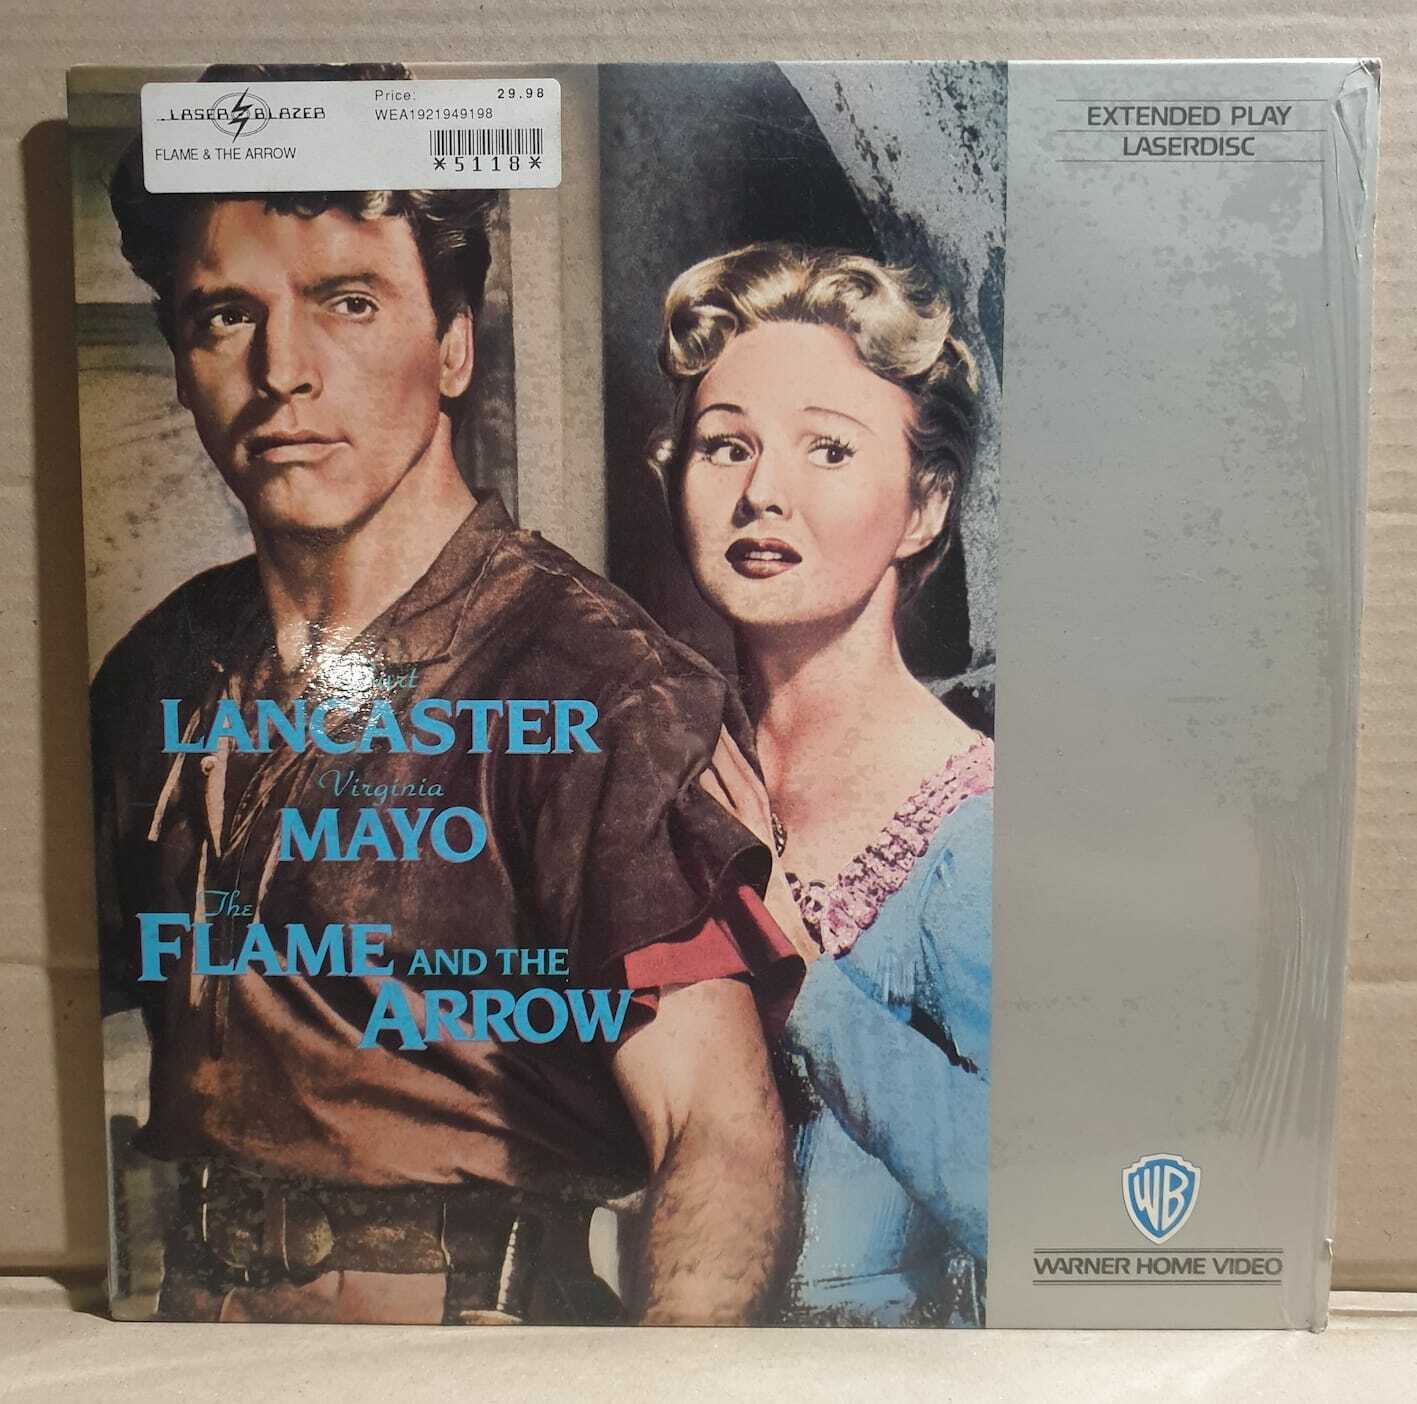 LASER BLAZER
Price: 29.98
WEA1921949198
FLAME & THE ARROW
*5118*
EXTENDED PLAY
LASERDISC
Burt
LANCASTER
Virginia
MAYO
The
FLAME AND THE
ARROW
WB
WARNER HOME VIDEO